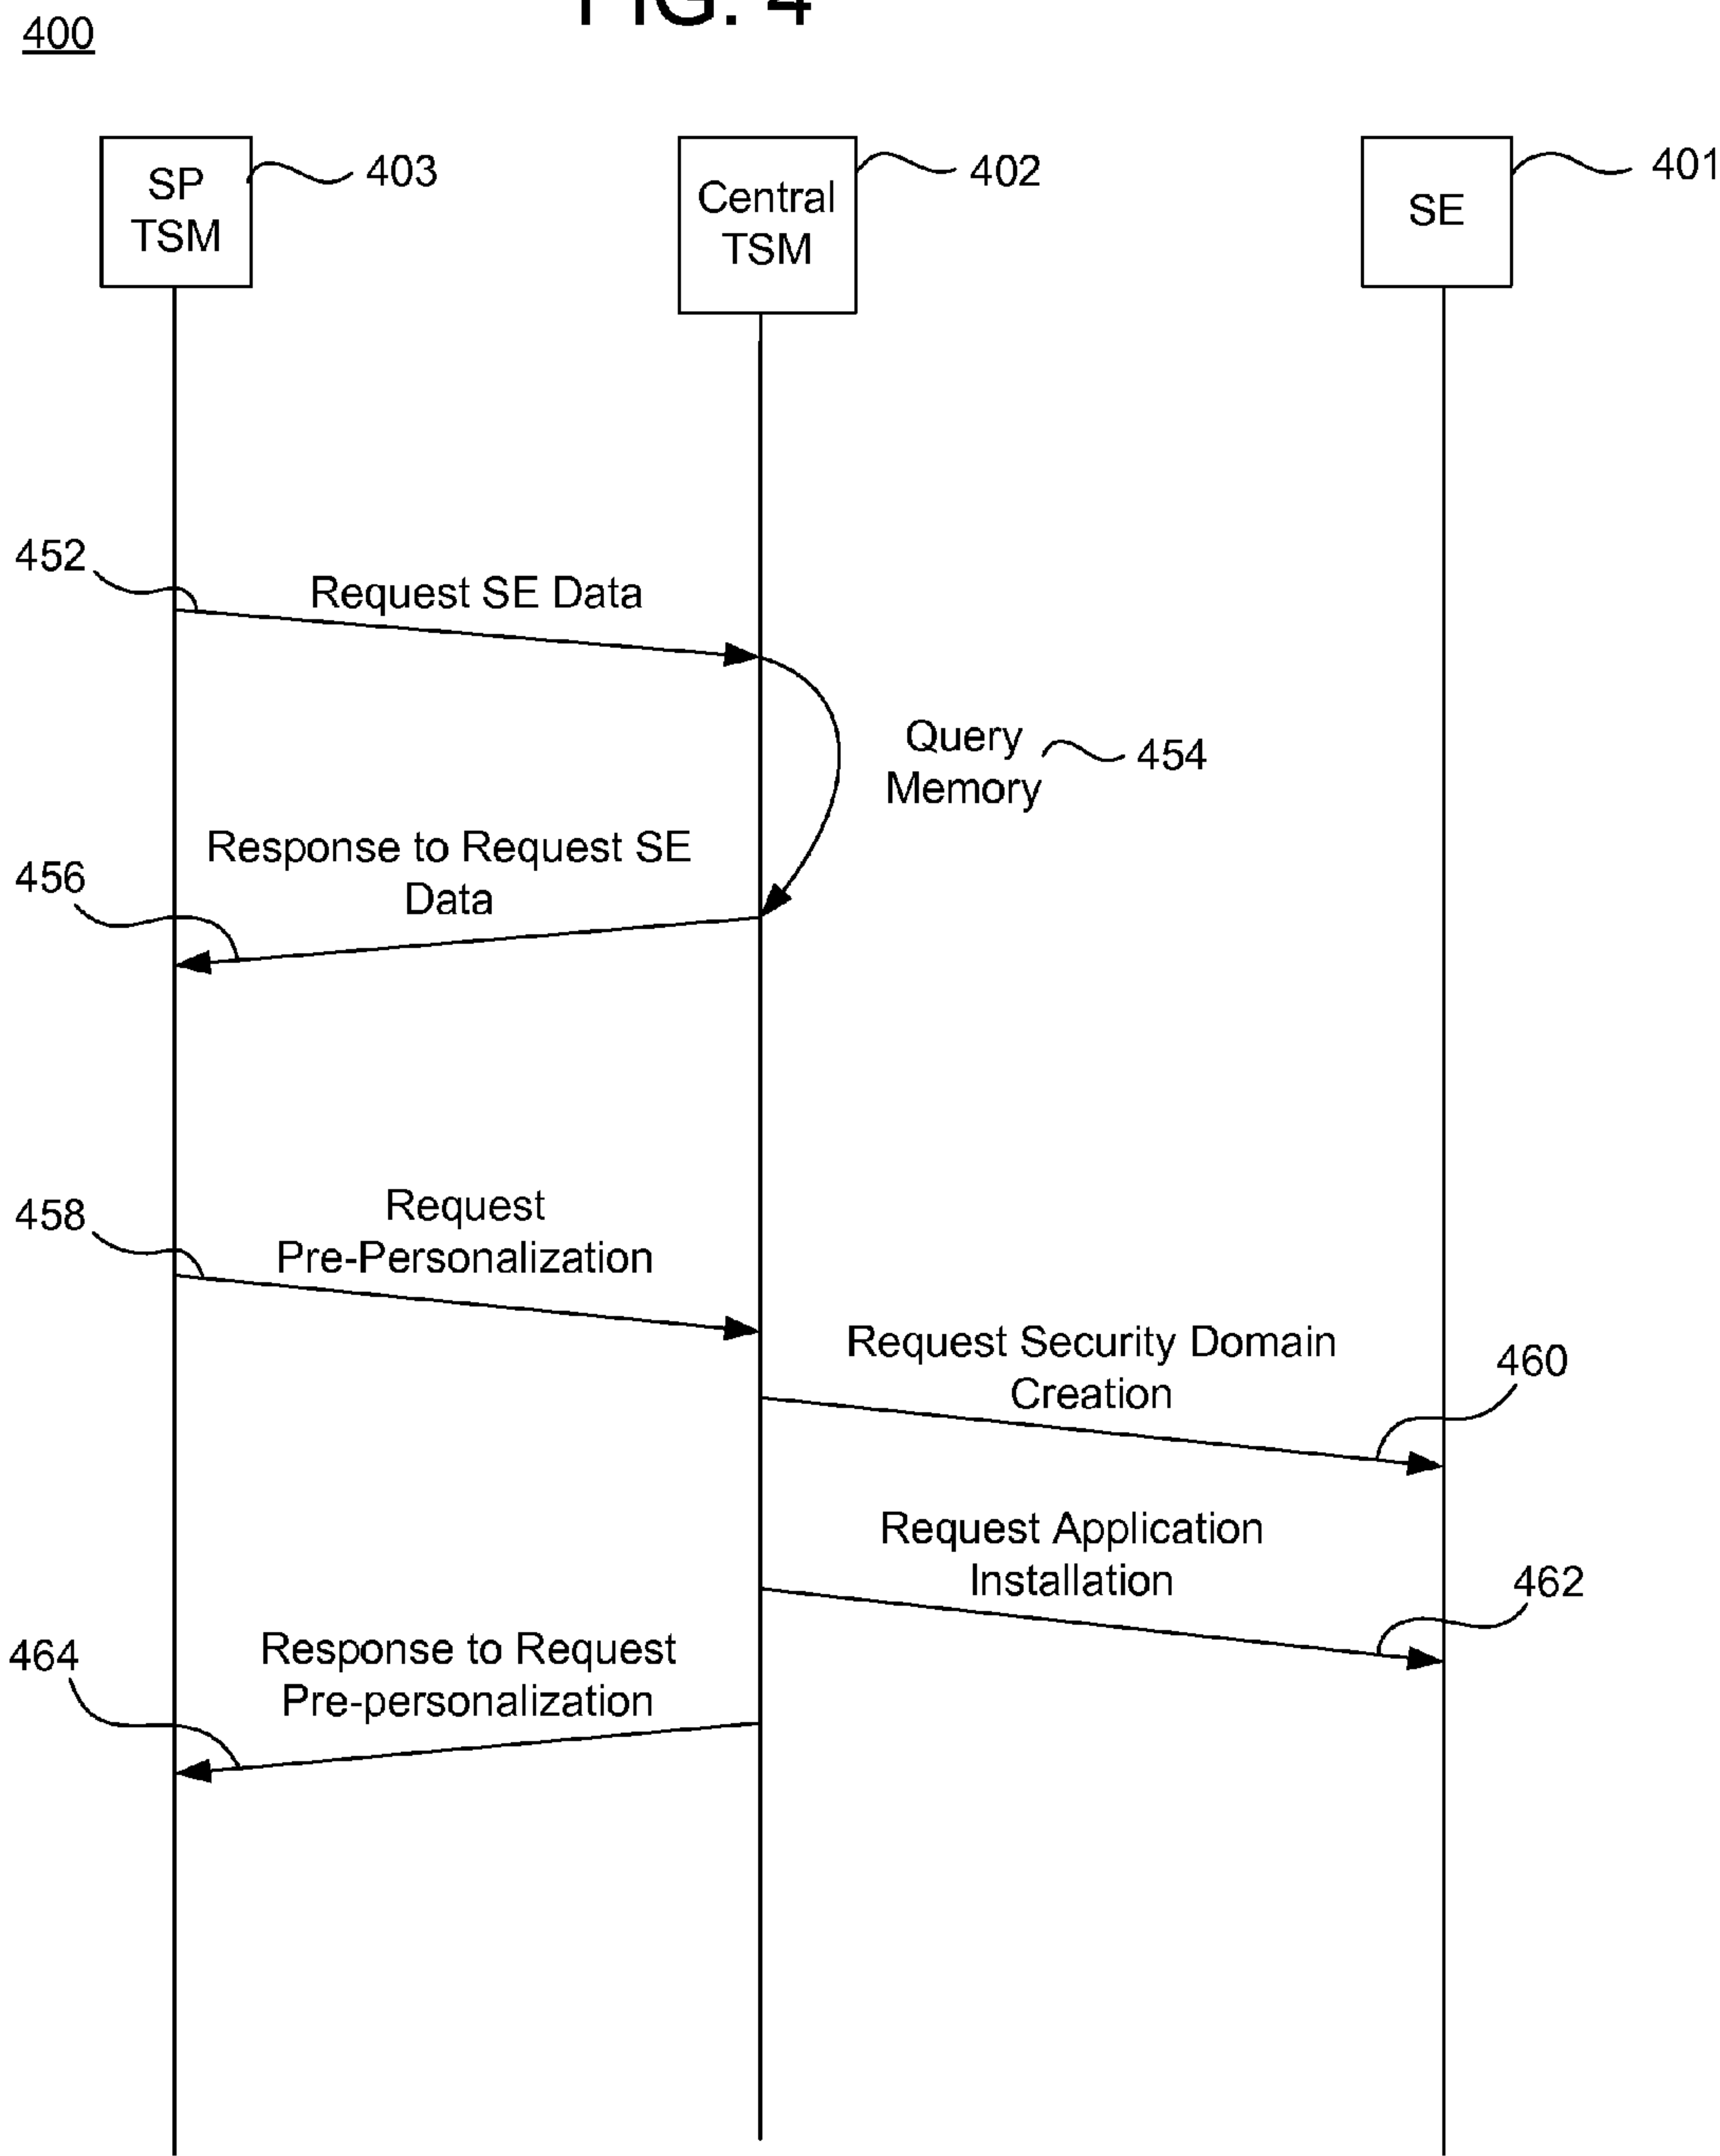 FIG. 4
400
SP
TSM
403
Central
TSM
402
SE
401
452
Request SE Data
Query
Memory
454
Response to Request SE
Data
456
458
Request
Pre-Personalization
Request Security Domain
Creation
460
Request Application
Installation
462
464
Response to Request
Pre-personalization